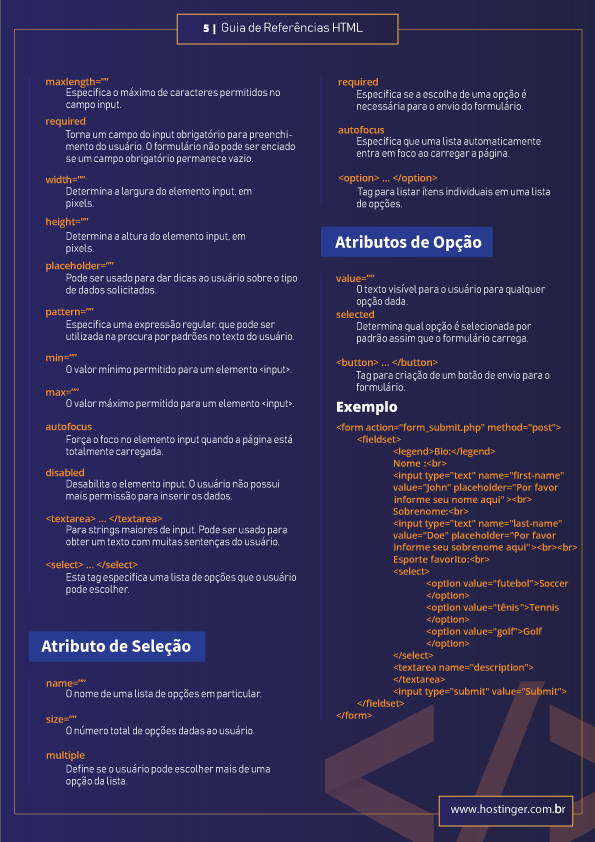 5 | Guia de Referências HTML
maxlength=""
Especifica o máximo de caracteres permitidos no
campo input.
required
Torna um campo do input obrigatório para preenchi-
mento do usuário. O formulário não pode ser enciado
se um campo obrigatório permanece vazio.
width=""
Determina a largura do elemento input, em
pixels.
height=""
Determina a altura do elemento input, em
pixels.
placeholder=""
Pode ser usado para dar dicas ao usuário sobre o tipo
de dados solicitados.
pattern=""
Especifica uma expressão regular, que pode ser
utilizada na procura por padrões no texto do usuário.
min=""
O valor mínimo permitido para um elemento <input>.
max=""
O valor máximo permitido para um elemento <input>.
autofocus
Força o foco no elemento input quando a página está
totalmente carregada.
disabled
Desabilita o elemento input. O usuário não possui
mais permissão para inserir os dados.
<textarea> ... </textarea>
Para strings maiores de input. Pode ser usado para
obter um texto com muitas sentenças do usuário.
<select> ... </select>
Esta tag especifica uma lista de opções que o usuário
pode escolher.
Atributo de Seleção
name=""
O nome de uma lista de opções em particular.
size=""
O número total de opções dadas ao usuário.
multiple
Define se o usuário pode escolher mais de uma
opção da lista.
required
Especifica se a escolha de uma opção é
necessária para o envio do formulário.
autofocus
Especifica que uma lista automaticamente
entra em foco ao carregar a página.
<option> ... </option>
Tag para listar ítens individuais em uma lista
de opções.
Atributos de Opção
value=""
O texto visível para o usuário para qualquer
opção dada.
selected
Determina qual opção é selecionada por
padrão assim que o formulário carrega.
<button> ... </button>
Tag para criação de um botão de envio para o
formulário.
Exemplo
<form action="form_submit.php" method="post">
<fieldset>
<legend>Bio:</legend>
Nome :<br>
<input type="text" name="first-name"
value="John" placeholder="Por favor
informe seu nome aqui" ><br>
Sobrenome:<br>
<input type="text" name="last-name"
value="Doe" placeholder="Por favor
informe seu sobrenome aqui" ><br><br>
Esporte favorito:<br>
<select>
<option value="futebol">Soccer
</option>
<option value="tênis">Tennis
</option>
<option value="golf">Golf
</option>
</select>
<textarea name="description">
</textarea>
<input type="submit" value="Submit">
</fieldset>
</form>
www.hostinger.com.br